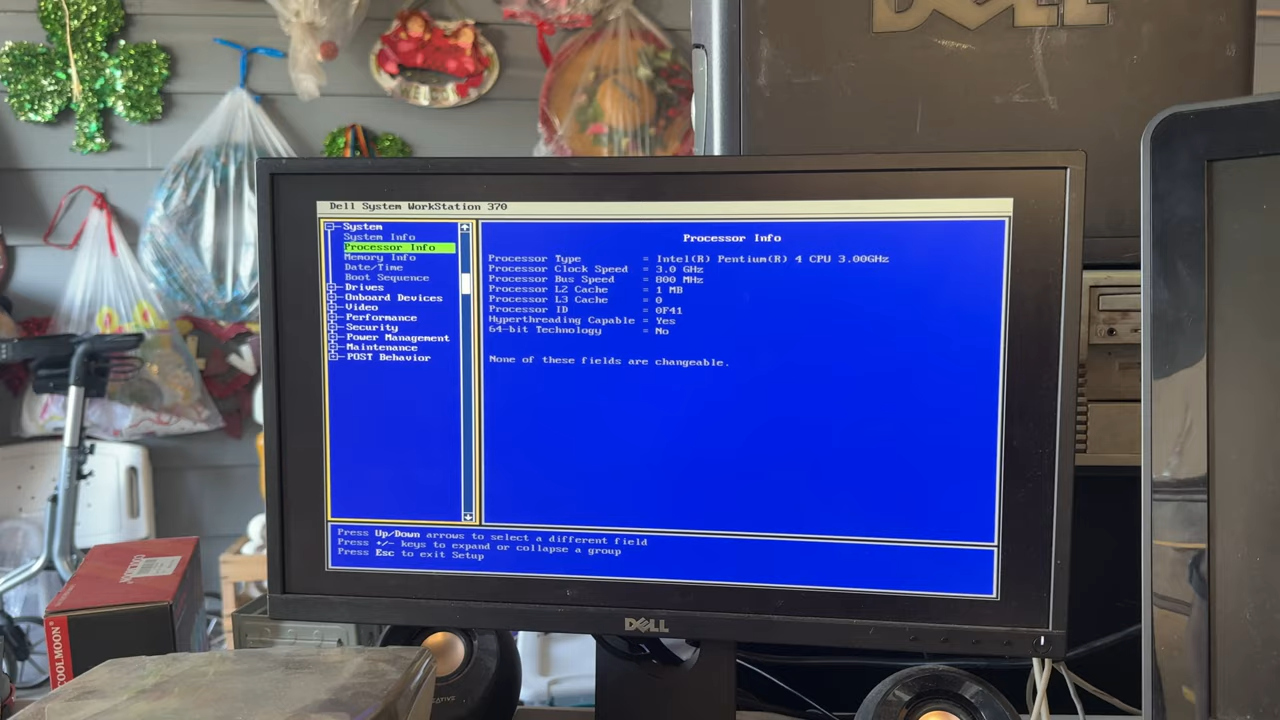 DELL
WELCOME
Dell System WorkStation 370
System
System Info
Processor Info
Memory Info
Date/Time
Boot Sequence
Drives
Onboard Devices
Video
Performance
Security
Power Management
Maintenance
POST Behavior
Processor Info
Processor Type = Intel(R) Pentium(R) 4 CPU 3.00GHz
Processor Clock Speed = 3.0 GHz
Processor Bus Speed = 800 MHz
Processor L2 Cache = 1 MB
Processor L3 Cache = 0
Processor ID = 0F41
Hyperthreading Capable = Yes
64-bit Technology = No
None of these fields are changeable.
Press Up/Down arrows to select a different field
Press +/- keys to expand or collapse a group
Press Esc to exit Setup
DELL
COOLMOON
COOLMOON